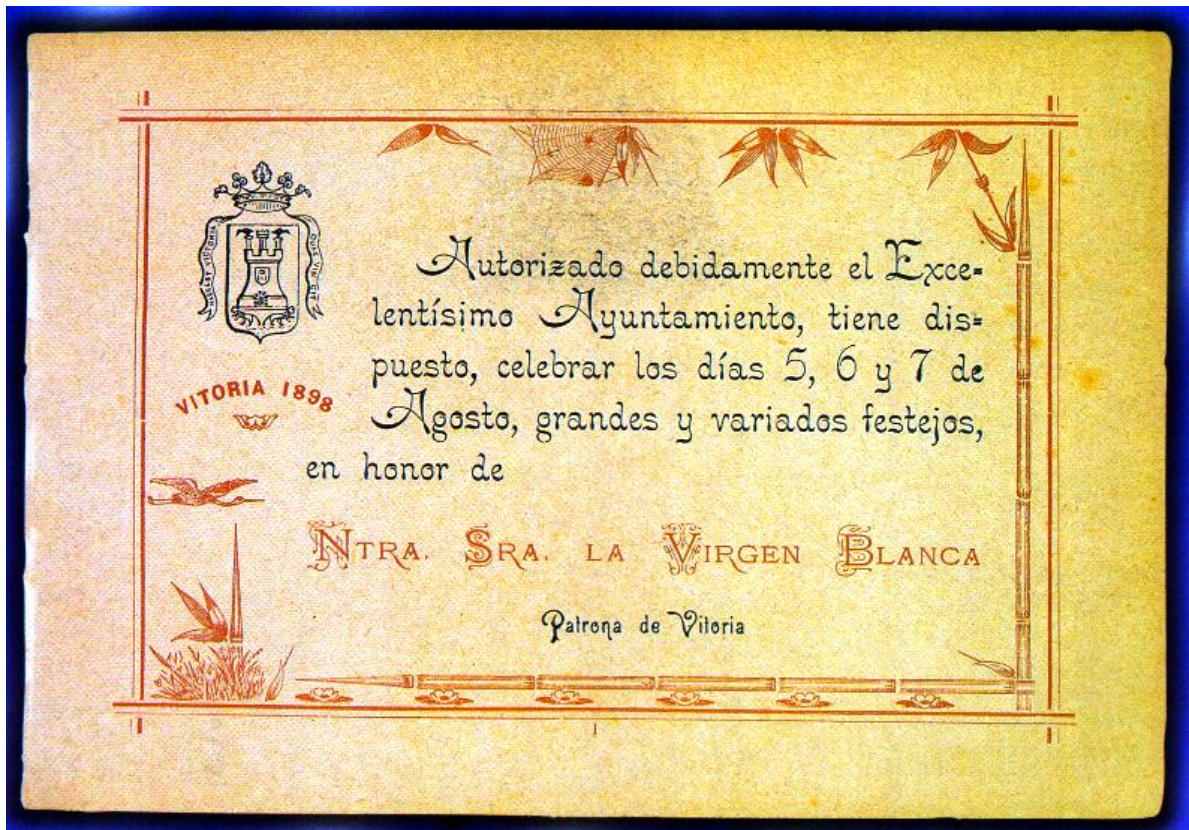 VITORIA 1898
Autorizado debidamente el Exce=
lentísimo Ayuntamiento, tiene dis=
puesto, celebrar los días 5, 6 y 7 de
Agosto, grandes y variados festejos,
en honor de
NTRA. SRA. LA VIRGEN BLANCA
Patrona de Vitoria
1